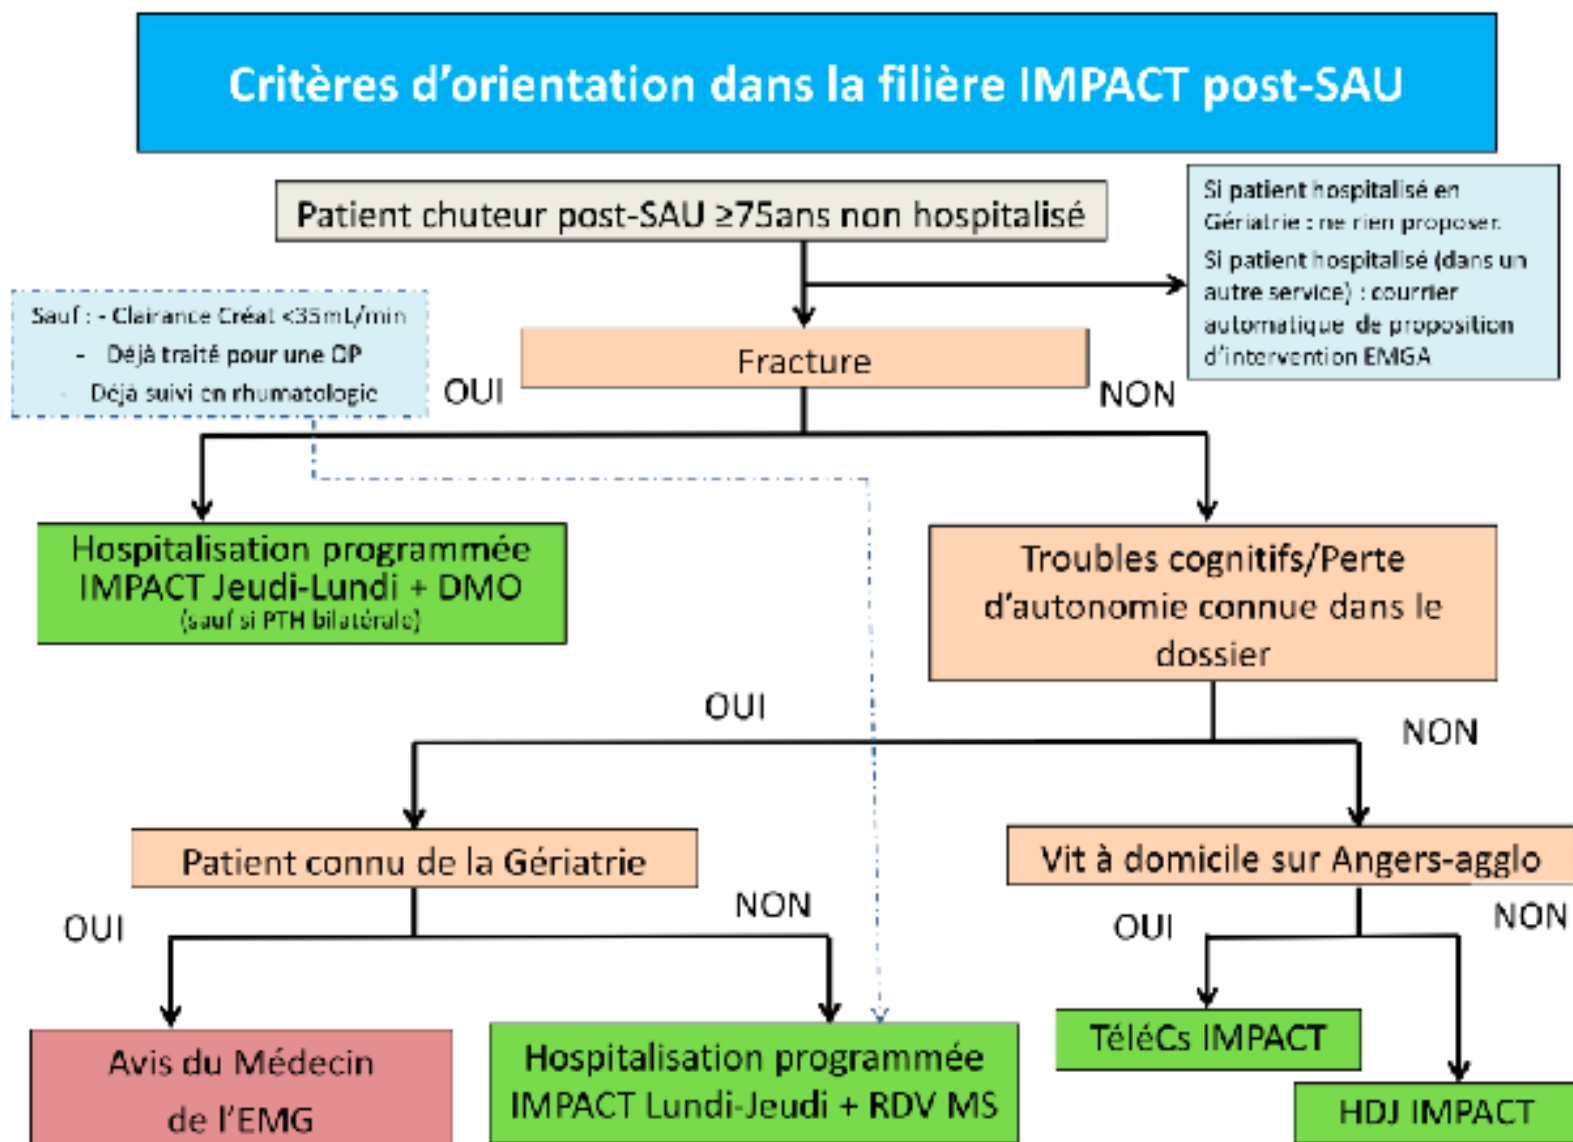 Critères d'orientation dans la filière IMPACT post-SAU
Patient chuteur post-SAU ≥75ans non hospitalisé
Si patient hospitalisé en
Gériatrie : ne rien proposer.
Si patient hospitalisé (dans un
autre service) : courrier
automatique de proposition
d'intervention EMGA
Sauf : - Clairance Créat <35mL/min
- Déjà traité pour une OP
- Déjà suivi en rhumatologie
Fracture
OUI
NON
Hospitalisation programmée
IMPACT Jeudi-Lundi + DMO
(sauf si PTH bilatérale)
Troubles cognitifs/Perte
d'autonomie connue dans le
dossier
OUI
NON
Patient connu de la Gériatrie
Vit à domicile sur Angers-agglo
OUI
NON
OUI
NON
Avis du Médecin
de l'EMG
Hospitalisation programmée
IMPACT Lundi-Jeudi + RDV MS
TéléCs IMPACT
HDJ IMPACT